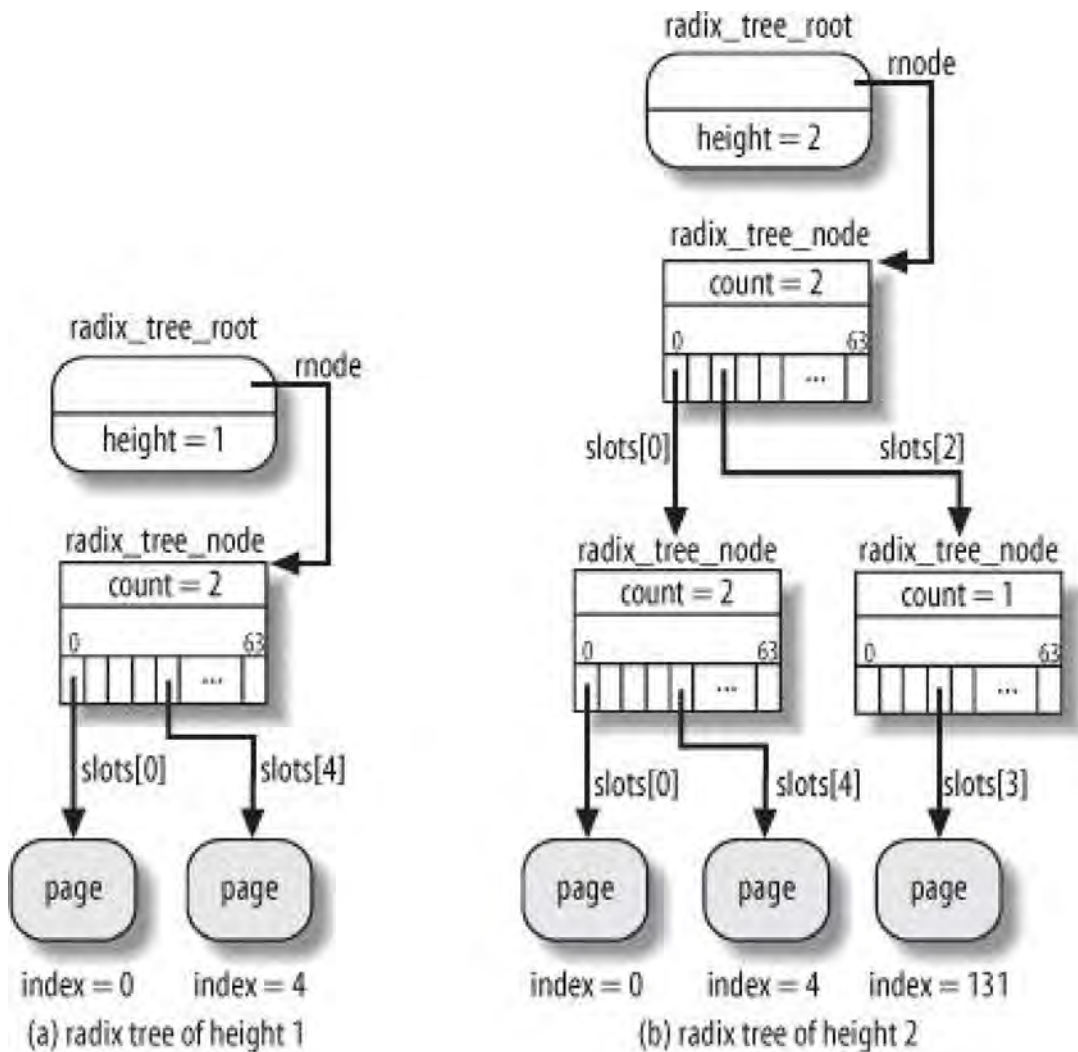 radix_tree_root
rnode
height = 1
radix_tree_node
count = 2
0 63
...
slots[0] slots[4]
page page
index = 0 index = 4
(a) radix tree of height 1
radix_tree_root
rnode
height = 2
radix_tree_node
count = 2
0 63
...
slots[0] slots[2]
radix_tree_node radix_tree_node
count = 2 count = 1
0 63 0 63
... ...
slots[0] slots[4] slots[3]
page page page
index = 0 index = 4 index = 131
(b) radix tree of height 2